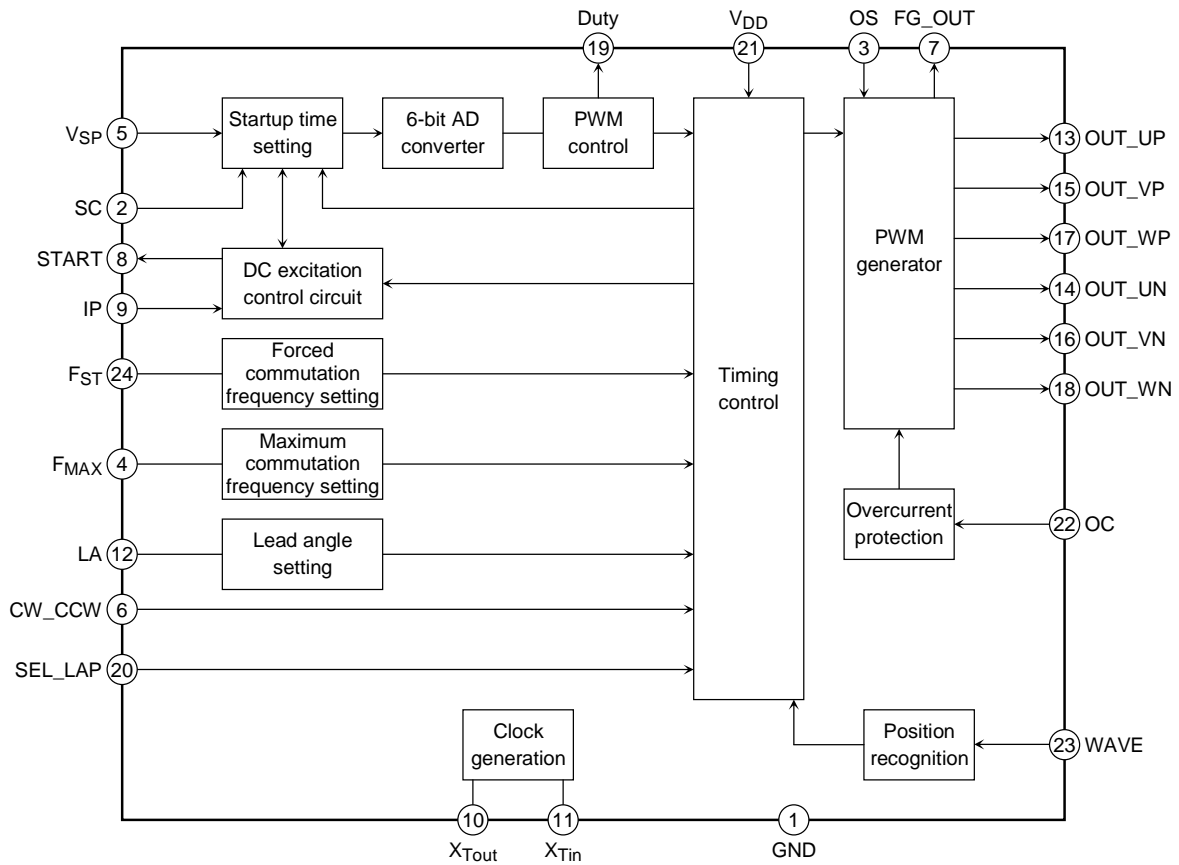 Duty
VDD
OS
FG_OUT
19
21
3
7
VSP
5
Startup time
setting
6-bit AD
converter
PWM
control
13
OUT_UP
SC
2
15
OUT_VP
START
8
DC excitation
control circuit
PWM
generator
17
OUT_WP
IP
9
14
OUT_UN
16
OUT_VN
FST
24
Forced
commutation
frequency setting
Timing
control
18
OUT_WN
FMAX
4
Maximum
commutation
frequency setting
Overcurrent
protection
22
OC
LA
12
Lead angle
setting
CW_CCW
6
SEL_LAP
20
Clock
generation
Position
recognition
23
WAVE
10
11
1
XTout
XTin
GND